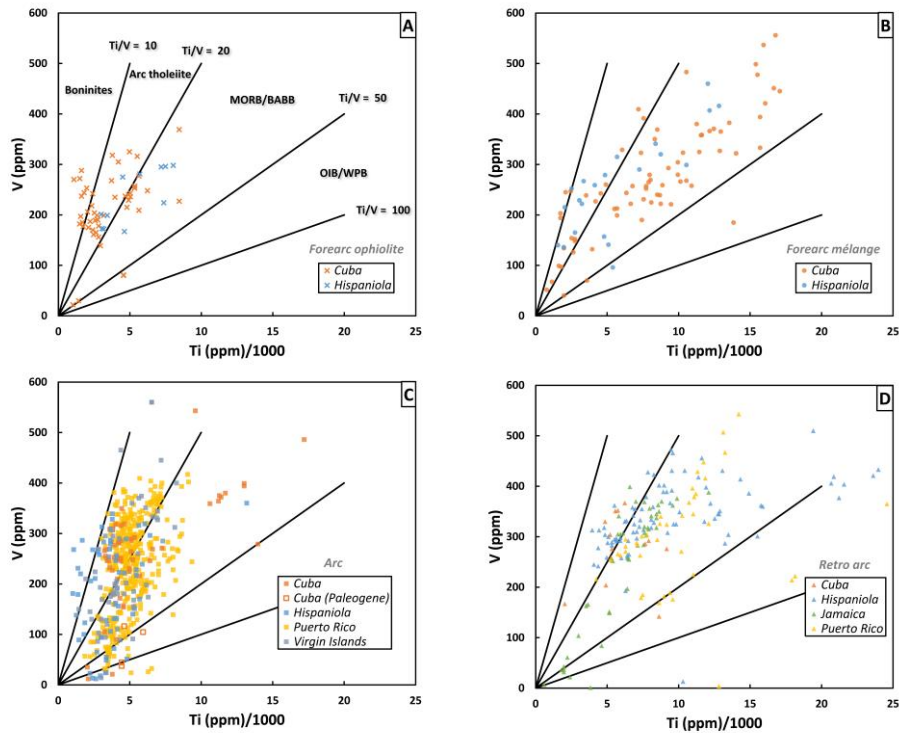 A
600
500
400
300
200
100
0
V (ppm)
Ti/V = 10
Ti/V = 20
Boninites
Arc tholeiite
MORB/BABB
Ti/V = 50
OIB/WPB
Ti/V = 100
Forearc ophiolite
Cuba
Hispaniola
0 5 10 15 20 25
Ti (ppm)/1000
B
600
500
400
300
200
100
0
V (ppm)
Forearc mélange
Cuba
Hispaniola
0 5 10 15 20 25
Ti (ppm)/1000
C
600
500
400
300
200
100
0
V (ppm)
Arc
Cuba
Cuba (Paleogene)
Hispaniola
Puerto Rico
Virgin Islands
0 5 10 15 20 25
Ti (ppm)/1000
D
600
500
400
300
200
100
0
V (ppm)
Retro arc
Cuba
Hispaniola
Jamaica
Puerto Rico
0 5 10 15 20 25
Ti (ppm)/1000